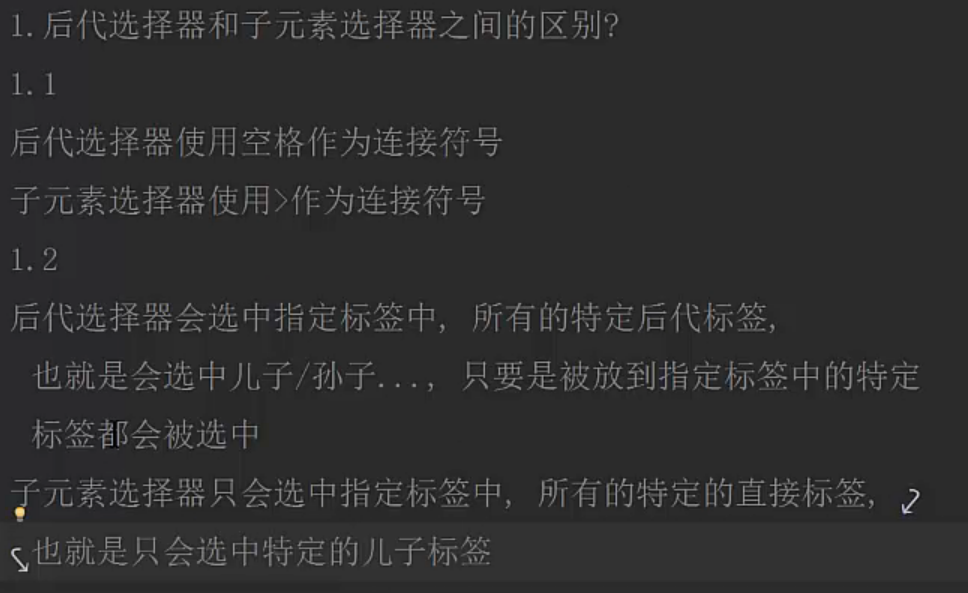 1.后代选择器和子元素选择器之间的区别?
1.1
后代选择器使用空格作为连接符号
子元素选择器使用>作为连接符号
1.2
后代选择器会选中指定标签中, 所有的特定后代标签,
也就是会选中儿子/孙子..., 只要是被放到指定标签中的特定
标签都会被选中
子元素选择器只会选中指定标签中, 所有的特定的直接标签,
也就是只会选中特定的儿子标签